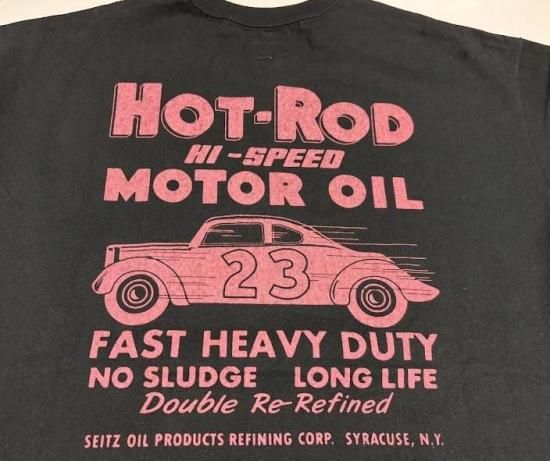 HOT-ROD
HI-SPEED
MOTOR OIL
23
FAST HEAVY DUTY
NO SLUDGE LONG LIFE
Double Re-Refined
SEITZ OIL PRODUCTS REFINING CORP. SYRACUSE, N.Y.